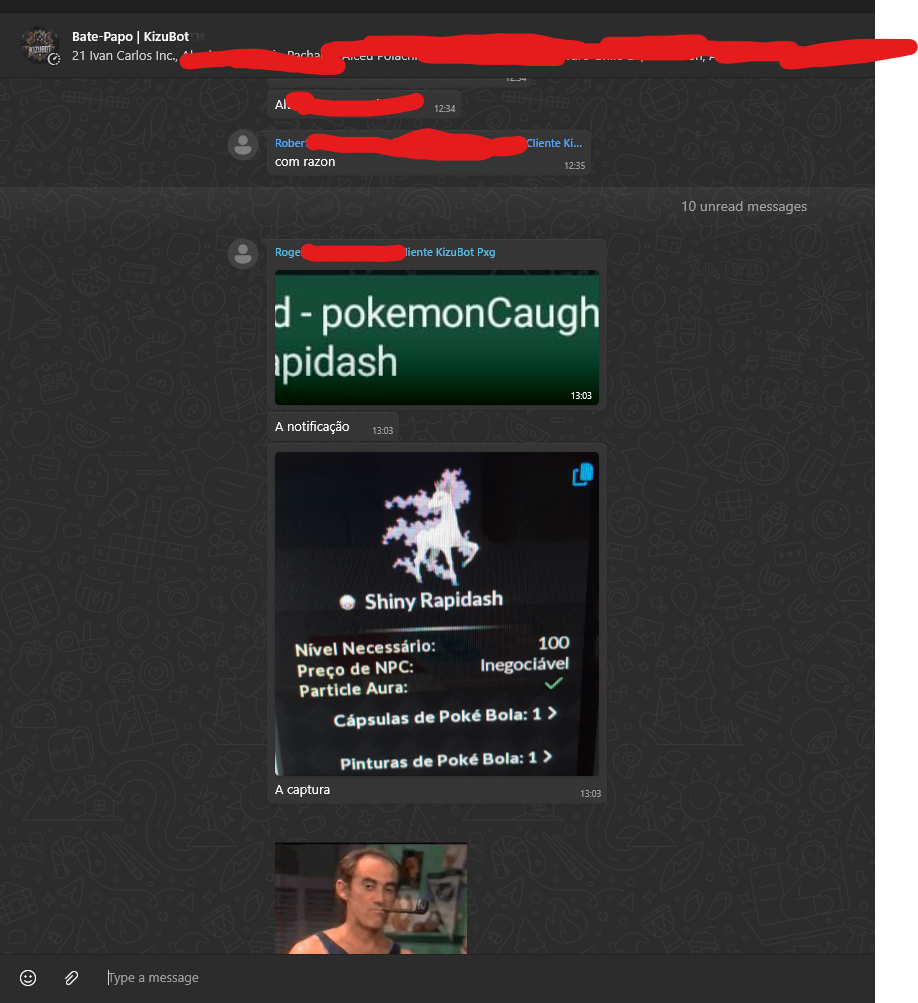 Bate-Papo | KizuBot™
21 Ivan Carlos Inc.,
12:34
12:34
Cliente Ki...
com razon
12:35
10 unread messages
KizuBot Pxg
d - pokemonCaugh
apidash
13:03
A notificação
13:03
Shiny Rapidash
Nível Necessário: 100
Preço de NPC: Inegociável
Particle Aura:
Cápsulas de Poké Bola: 1 >
Pinturas de Poké Bola: 1 >
A captura
13:03
Type a message